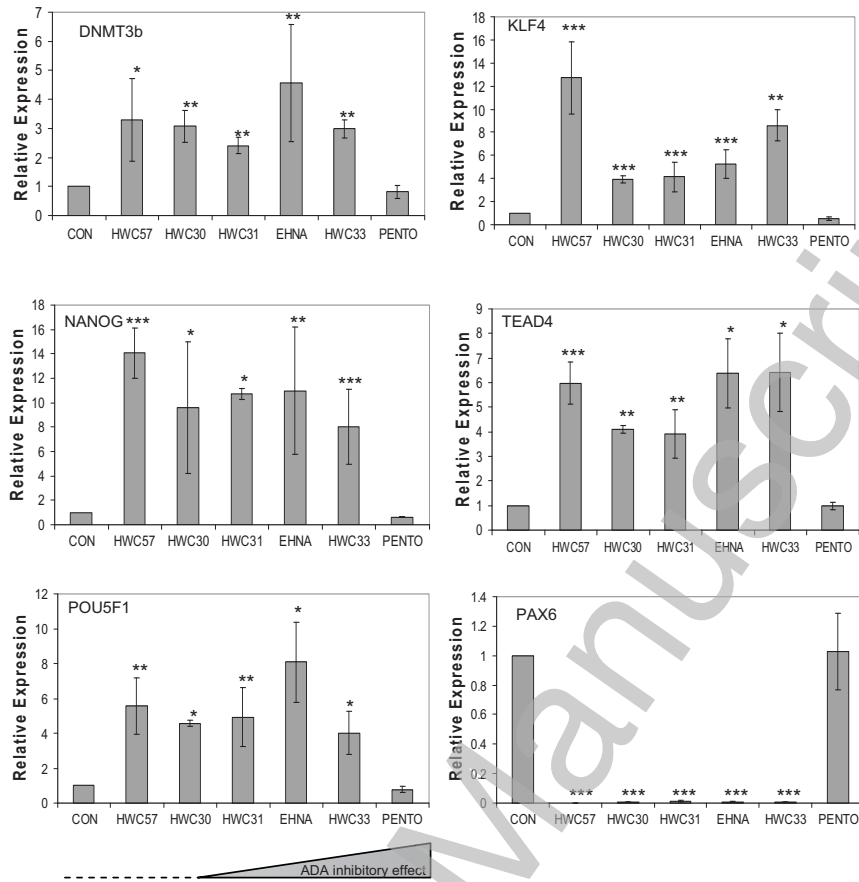 DNMT3b
Relative Expression
7
6
5
4
3
2
1
0
* ** ** ** **
CON HWC57 HWC30 HWC31 EHNA HWC33 PENTO
KLF4
Relative Expression
18
16
14
12
10
8
6
4
2
0
*** *** *** *** **
CON HWC57 HWC30 HWC31 EHNA HWC33 PENTO
NANOG
Relative Expression
18
16
14
12
10
8
6
4
2
0
*** * * ** ***
CON HWC57 HWC30 HWC31 EHNA HWC33 PENTO
TEAD4
Relative Expression
9
8
7
6
5
4
3
2
1
0
*** ** ** * *
CON HWC57 HWC30 HWC31 EHNA HWC33 PENTO
POU5F1
Relative Expression
12
10
8
6
4
2
0
** * ** * *
CON HWC57 HWC30 HWC31 EHNA HWC33 PENTO
PAX6
Relative Expression
1.4
1.2
1
0.8
0.6
0.4
0.2
0
*** *** *** *** ***
CON HWC57 HWC30 HWC31 EHNA HWC33 PENTO
ADA inhibitory effect
Manuscri